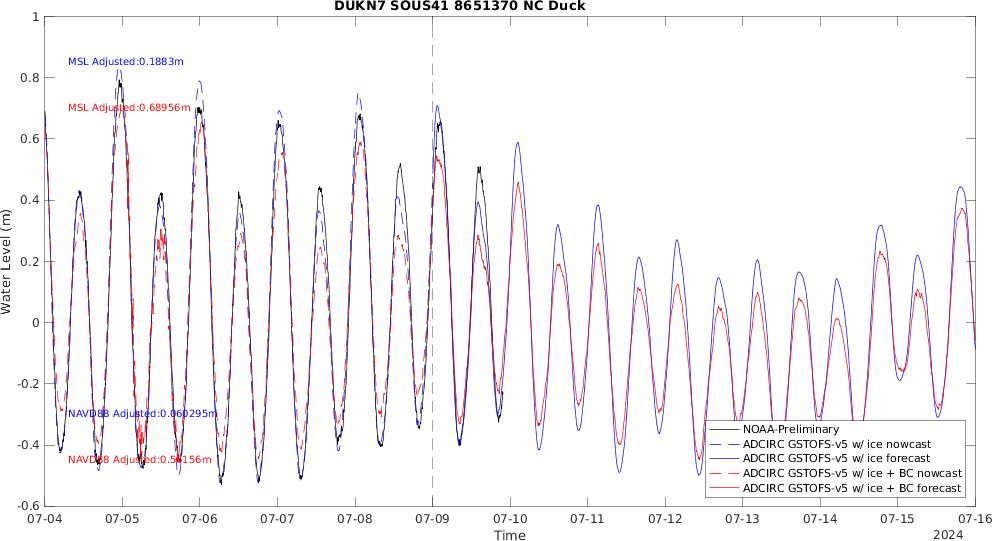 DUKN7 SOUS41 8651370 NC Duck
1
0.8
0.6
0.4
0.2
0
-0.2
-0.4
-0.6
Water Level (m)
MSL Adjusted:0.1883m
MSL Adjusted:0.68956m
NAVD88 Adjusted:0.060295m
NAVD88 Adjusted:
NOAA-Preliminary
ADCIRC GSTOFS-v5 w/ ice nowcast
ADCIRC GSTOFS-v5 w/ ice forecast
ADCIRC GSTOFS-v5 w/ ice + BC nowcast
ADCIRC GSTOFS-v5 w/ ice + BC forecast
07-04 07-05 07-06 07-07 07-08 07-09 07-10 07-11 07-12 07-13 07-14 07-15 07-16
Time
2024